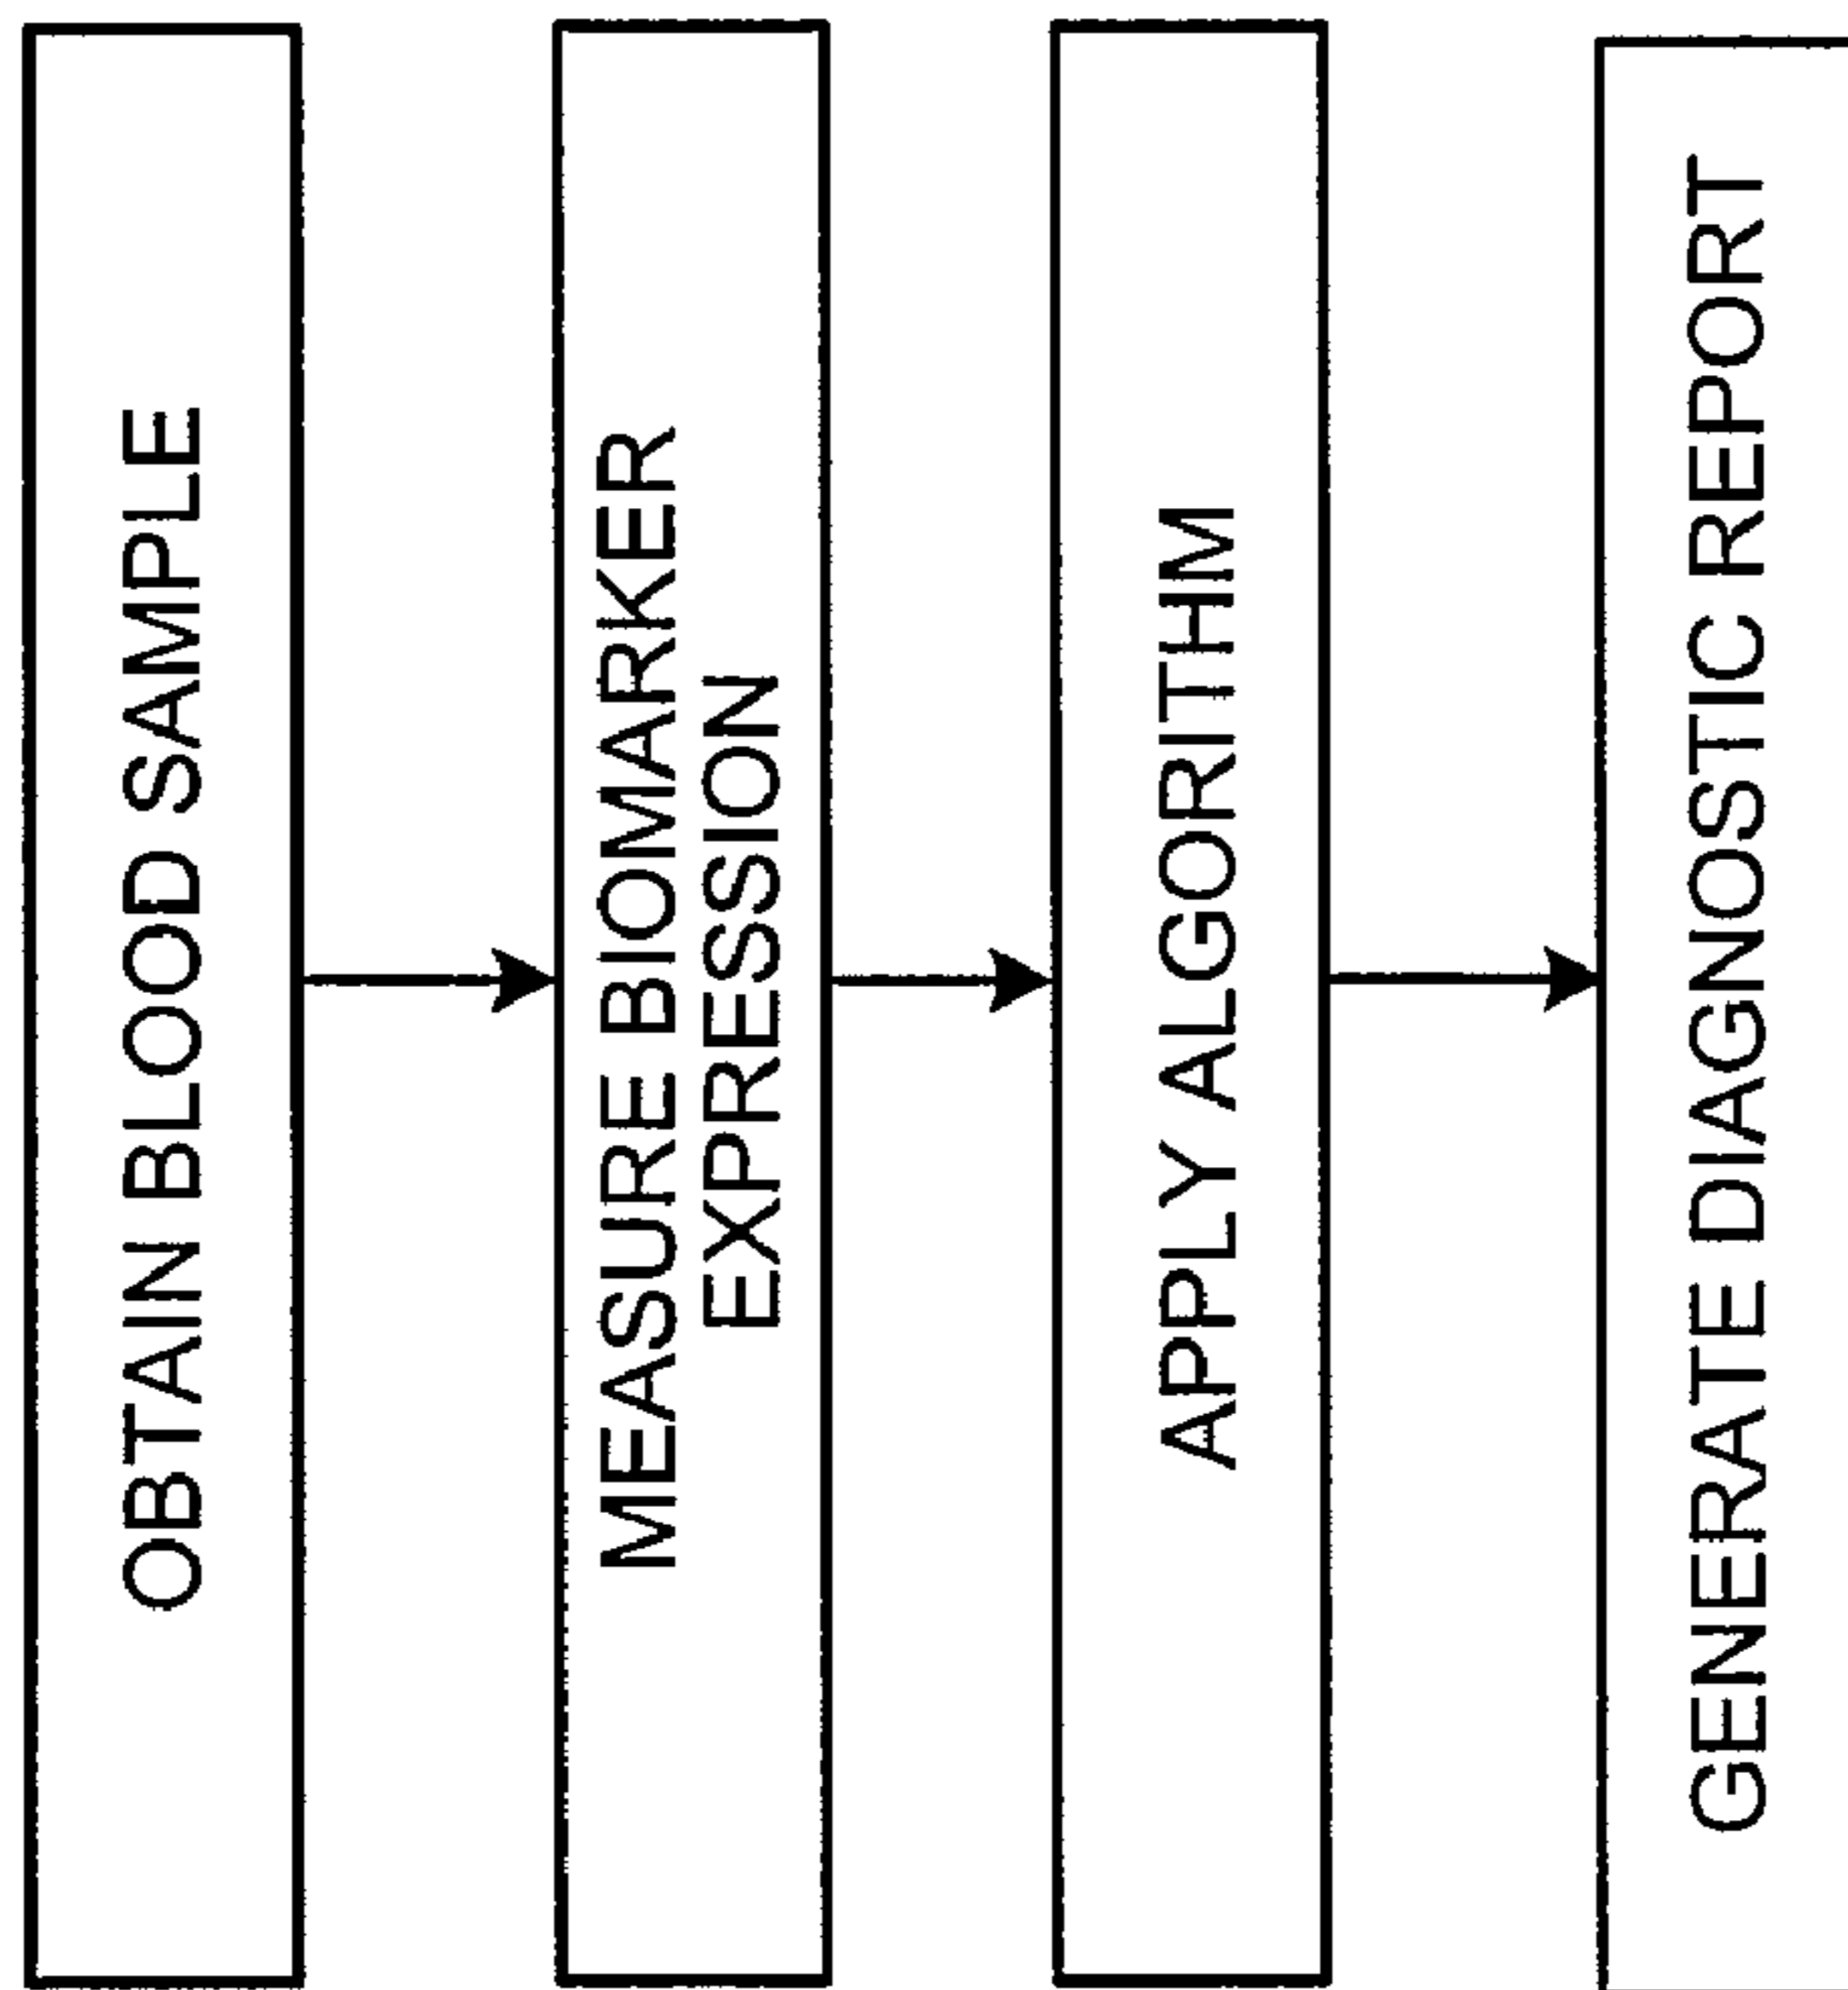 OBTAIN BLOOD SAMPLE
MEASURE BIOMARKER
EXPRESSION
APPLY ALGORITHM
GENERATE DIAGNOSTIC REPORT